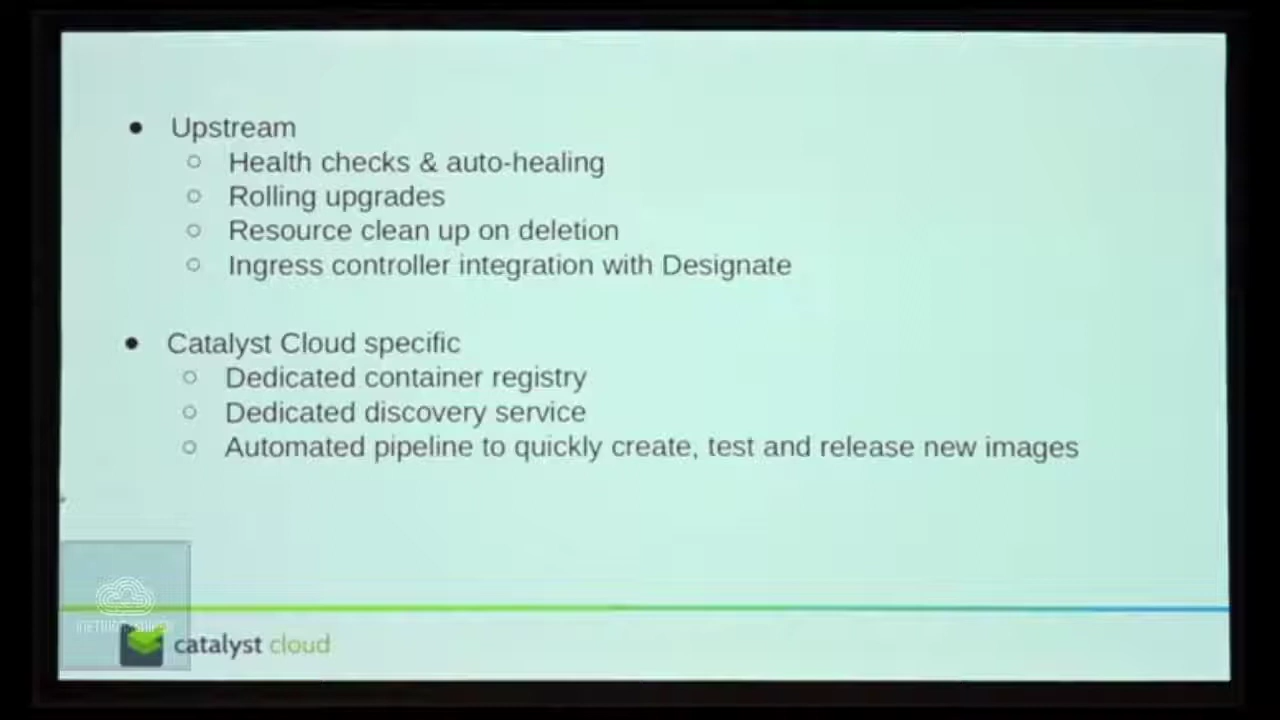 ● Upstream
○ Health checks & auto-healing
○ Rolling upgrades
○ Resource clean up on deletion
○ Ingress controller integration with Designate
● Catalyst Cloud specific
○ Dedicated container registry
○ Dedicated discovery service
○ Automated pipeline to quickly create, test and release new images
catalyst cloud